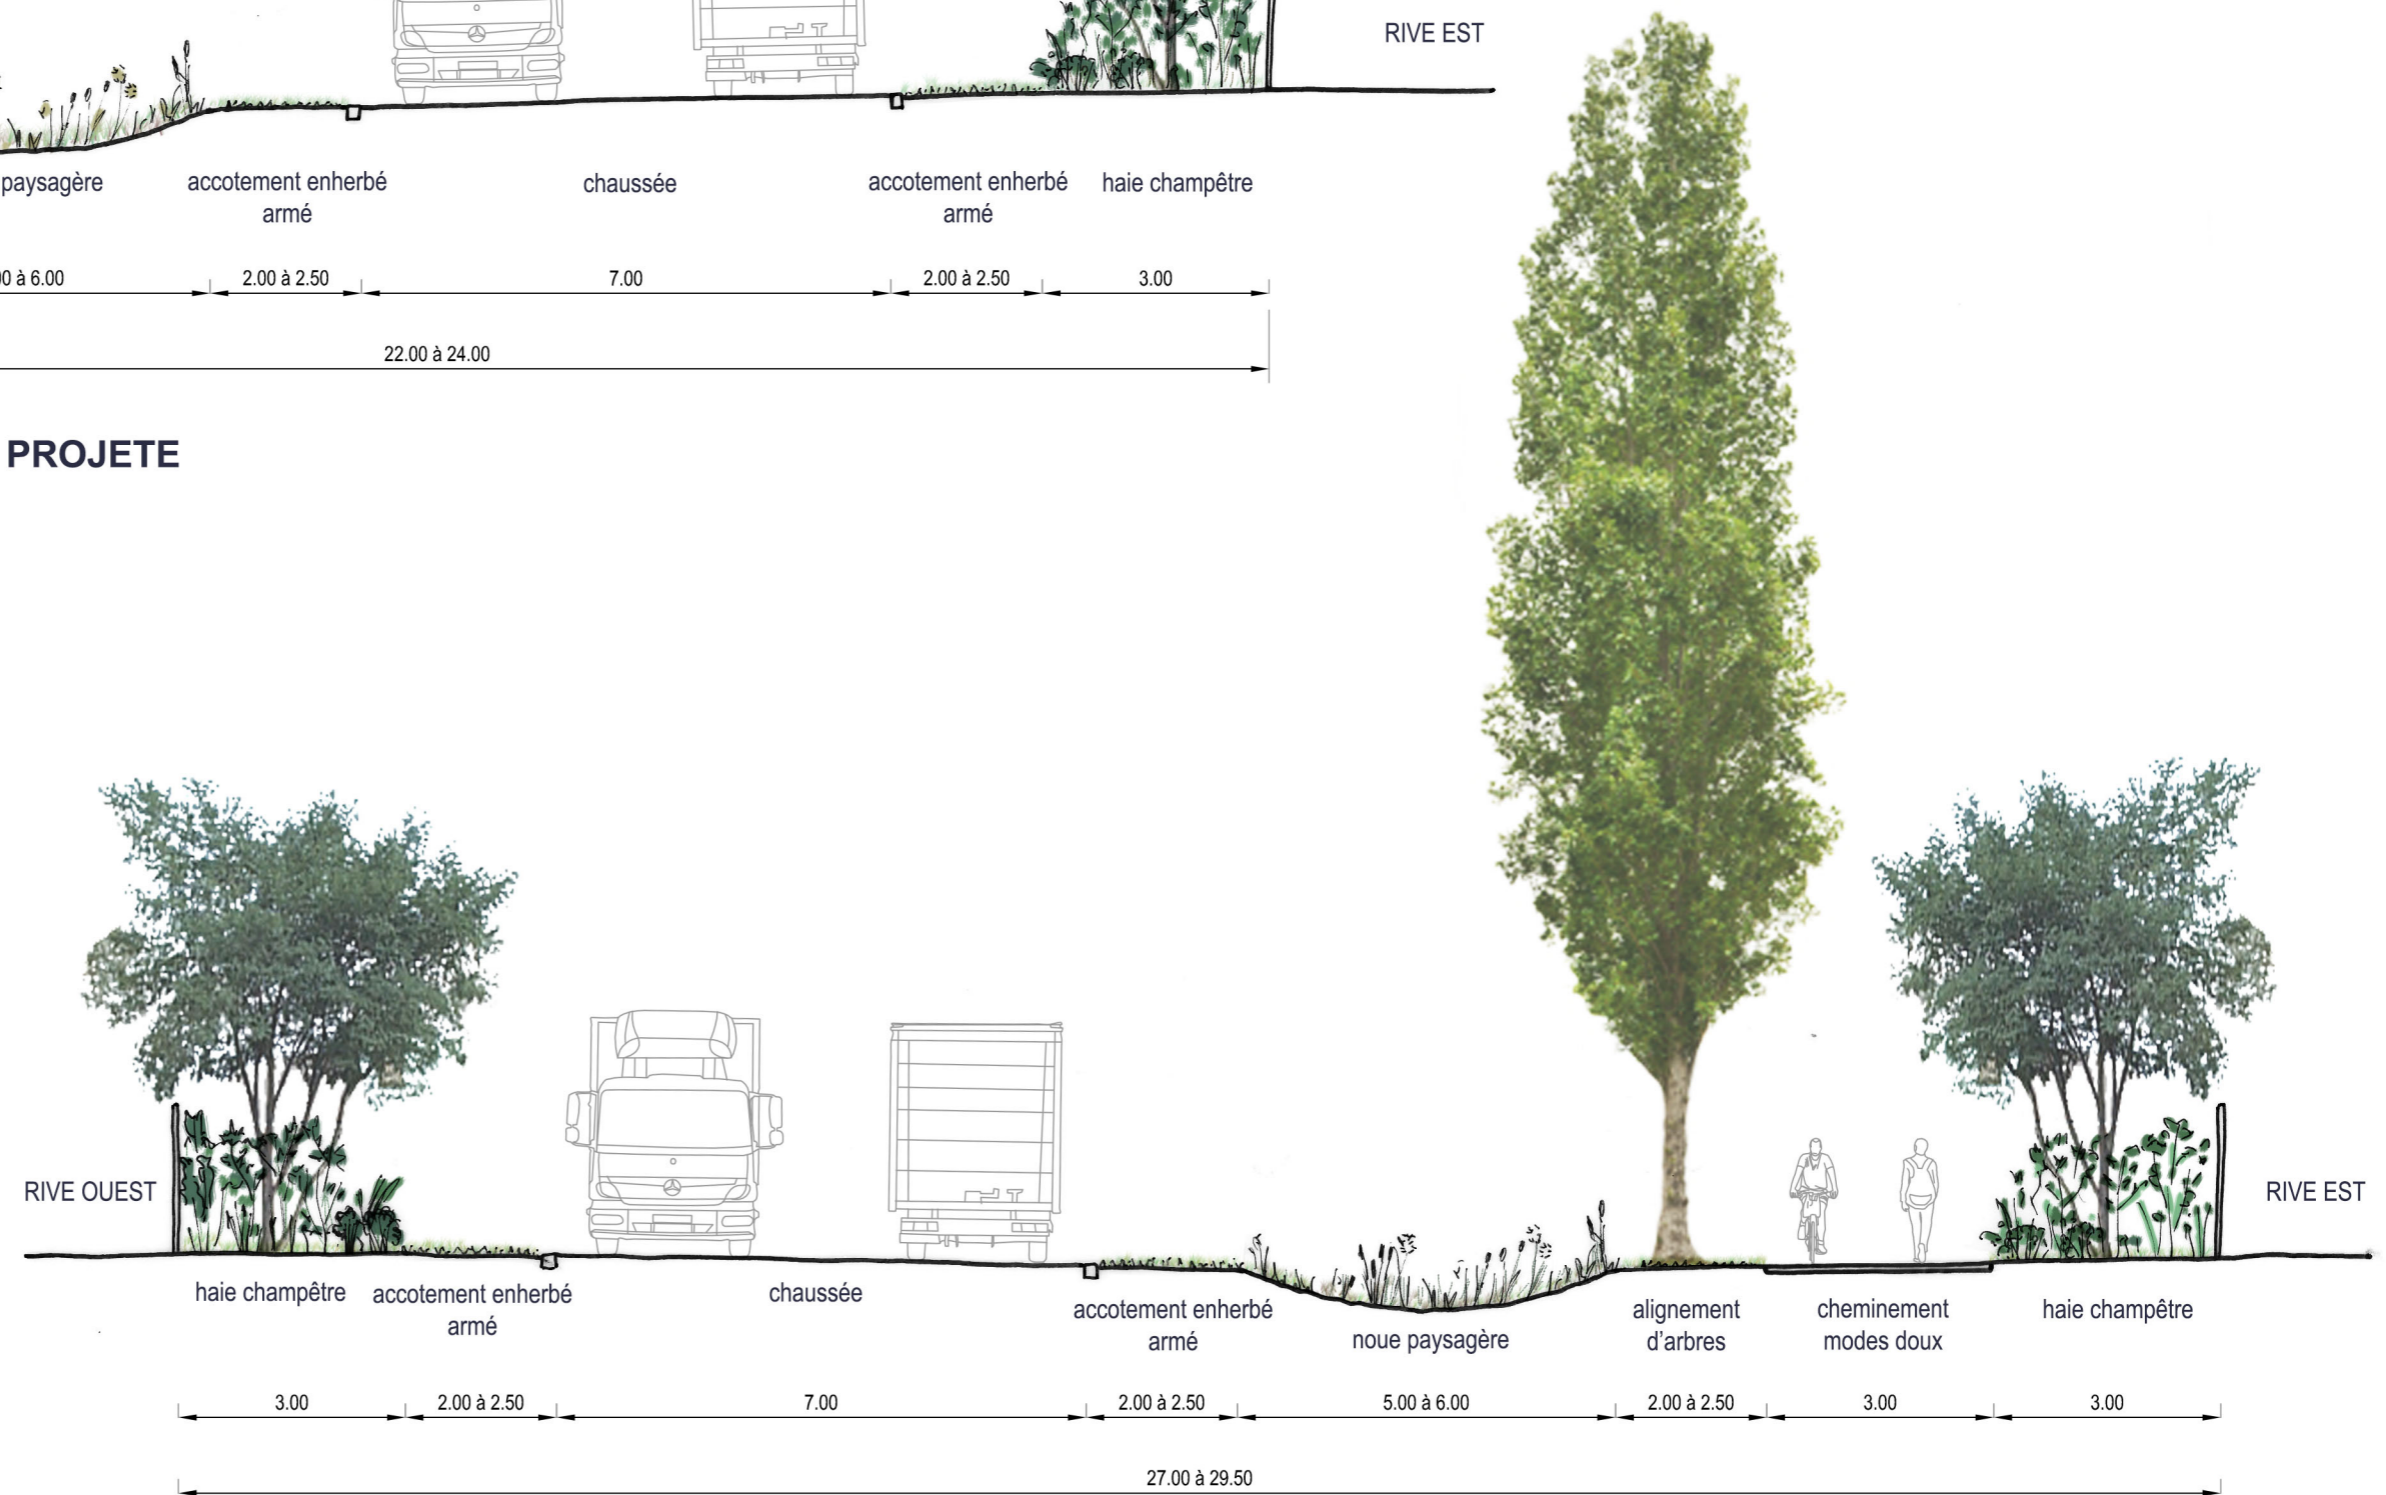 RIVE EST
paysagère
accotement enherbé
armé
chaussée
accotement enherbé
armé
haie champêtre
0 à 6.00
2.00 à 2.50
7.00
2.00 à 2.50
3.00
22.00 à 24.00
PROJETE
RIVE OUEST
RIVE EST
haie champêtre
accotement enherbé
armé
chaussée
accotement enherbé
armé
noue paysagère
alignement
d'arbres
cheminement
modes doux
haie champêtre
3.00
2.00 à 2.50
7.00
2.00 à 2.50
5.00 à 6.00
2.00 à 2.50
3.00
3.00
27.00 à 29.50